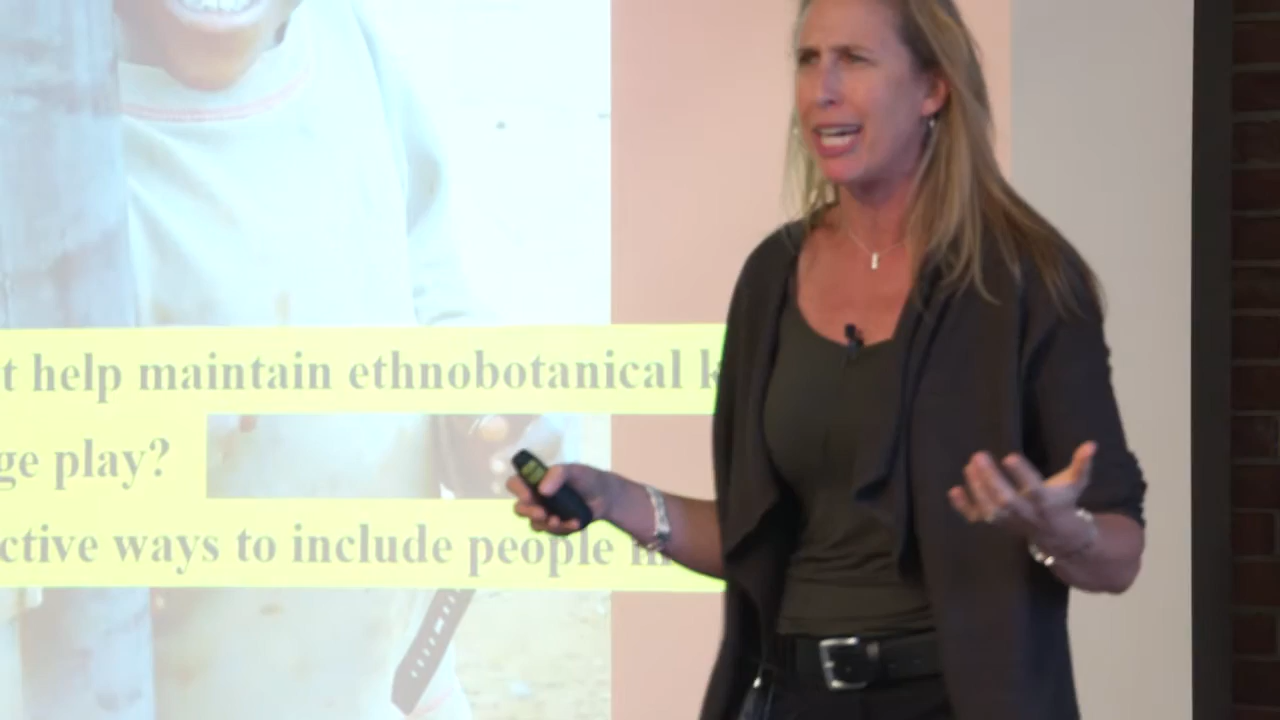 t help maintain ethnobotanical k
ge play?
ctive ways to include people